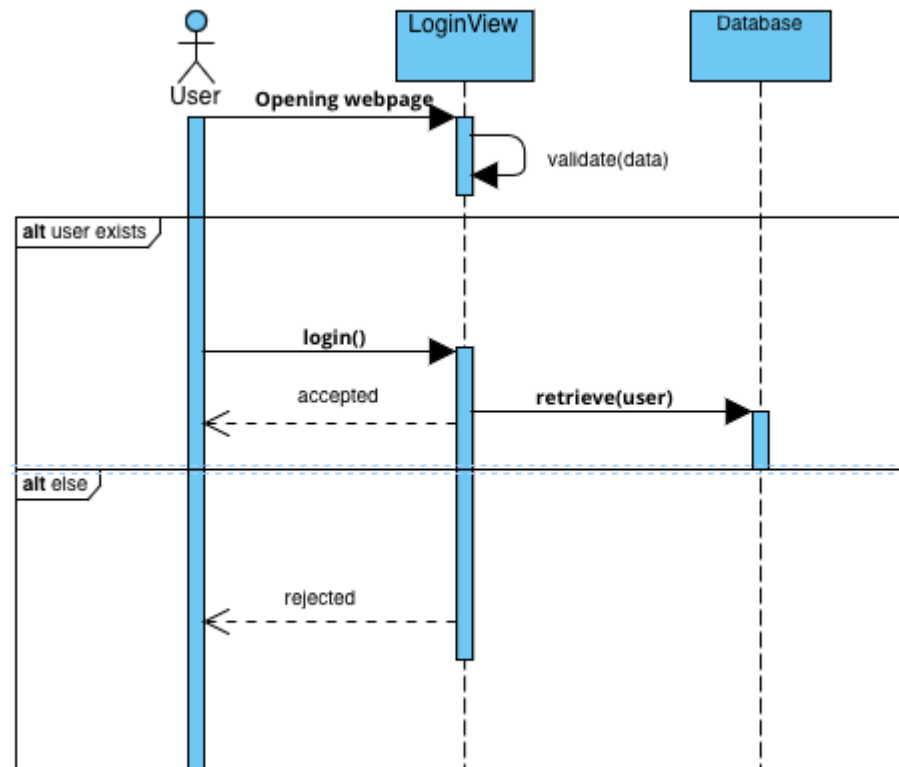 LoginView
Database
User
Opening webpage
validate(data)
alt user exists
login()
accepted
retrieve(user)
alt else
rejected